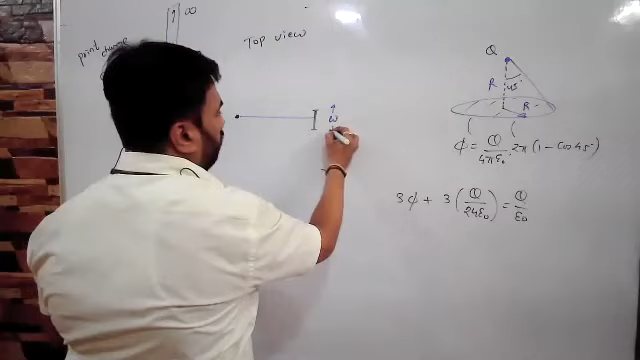 ∞
point charge
Top view
ω
Q
R 45°
R
ϕ = Q/4πε₀ · 2π (1 - Cos 45°)
3ϕ + 3 (Q/24ε₀) = Q/ε₀